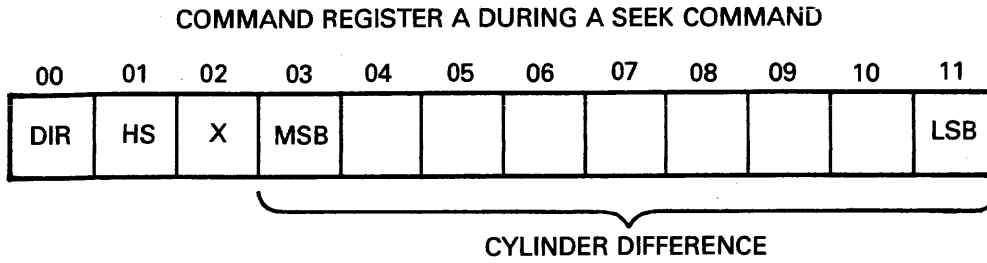 COMMAND REGISTER A DURING A SEEK COMMAND
00 01 02 03 04 05 06 07 08 09 10 11
DIR HS X MSB LSB
CYLINDER DIFFERENCE